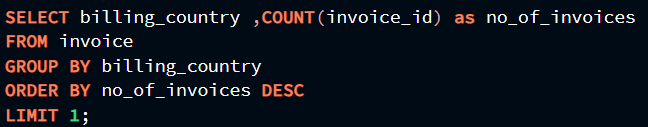 SELECT billing_country ,COUNT(invoice_id) as no_of_invoices
FROM invoice
GROUP BY billing_country
ORDER BY no_of_invoices DESC
LIMIT 1;